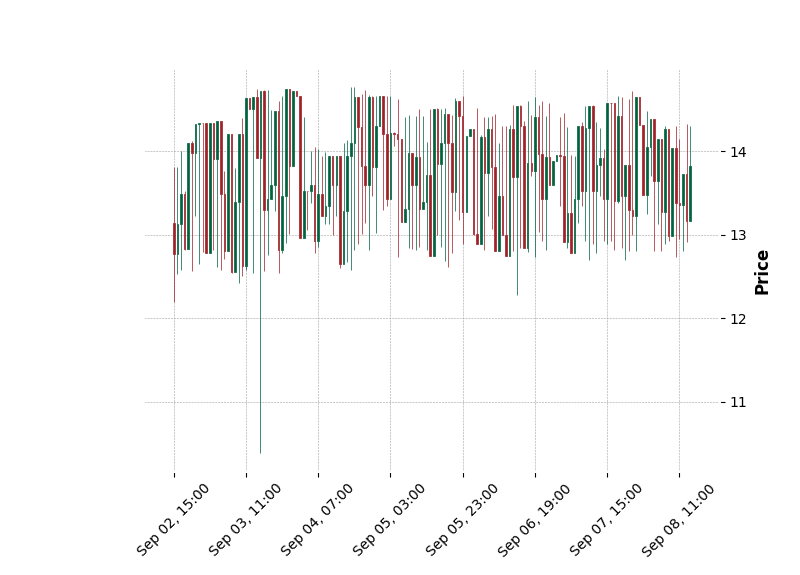 14
13
12
11
Price
Sep 02, 15:00
Sep 03, 11:00
Sep 04, 07:00
Sep 05, 03:00
Sep 05, 23:00
Sep 06, 19:00
Sep 07, 15:00
Sep 08, 11:00